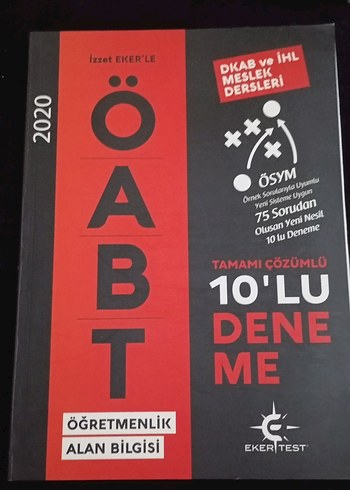 2020
İzzet EKER'LE
ÖABT
ÖĞRETMENLİK
ALAN BİLGİSİ
DKAB ve İHL
MESLEK
DERSLERİ
ÖSYM
Örnek Sorularıyla Uyumlu
Yeni Sisteme Uygun
75 Sorudan
Oluşan Yeni Nesil
10 lu Deneme
TAMAMI ÇÖZÜMLÜ
10'LU
DENE
ME
EKER TEST